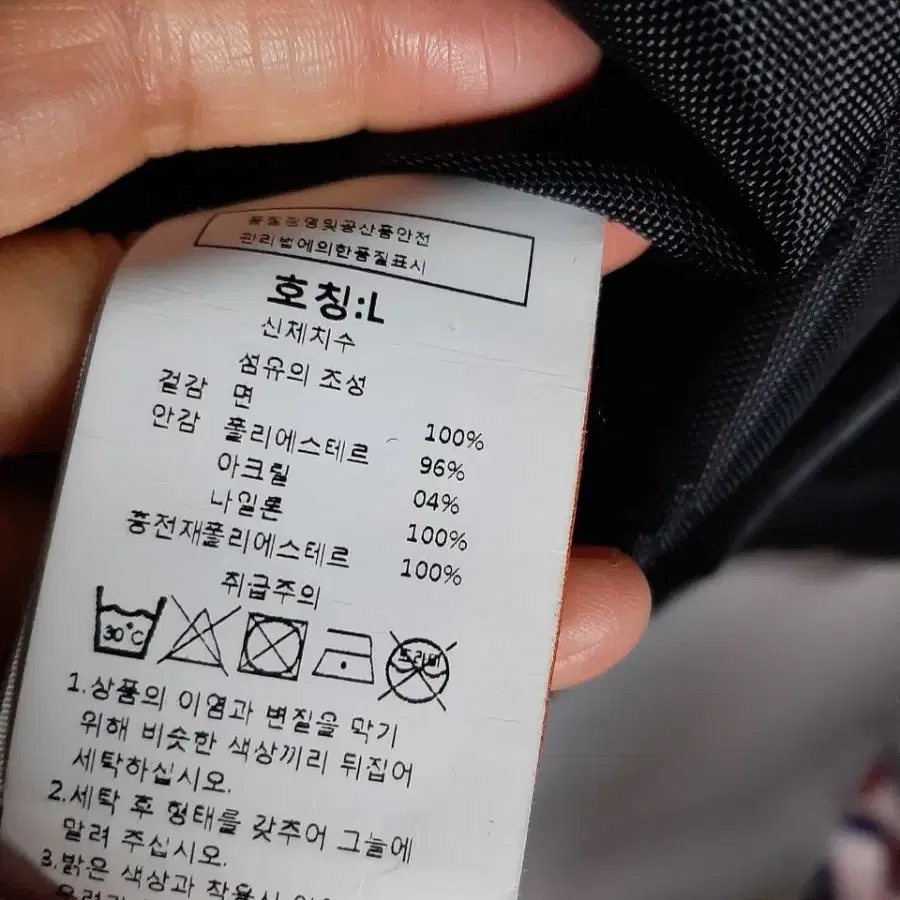 품질경영및공산품안전
관리법에의한품질표시
호칭:L
신체치수
섬유의 조성
겉감 면 100%
안감 폴리에스테르 96%
아크릴 04%
나일론 100%
충전재폴리에스테르 100%
취급주의
30°C
드라이
1.상품의 이염과 변질을 막기
위해 비슷한 색상끼리 뒤집어
세탁하십시오.
2.세탁 후 형태를 갖추어 그늘에
말려 주십시오.
3.밝은 색상과 착용시